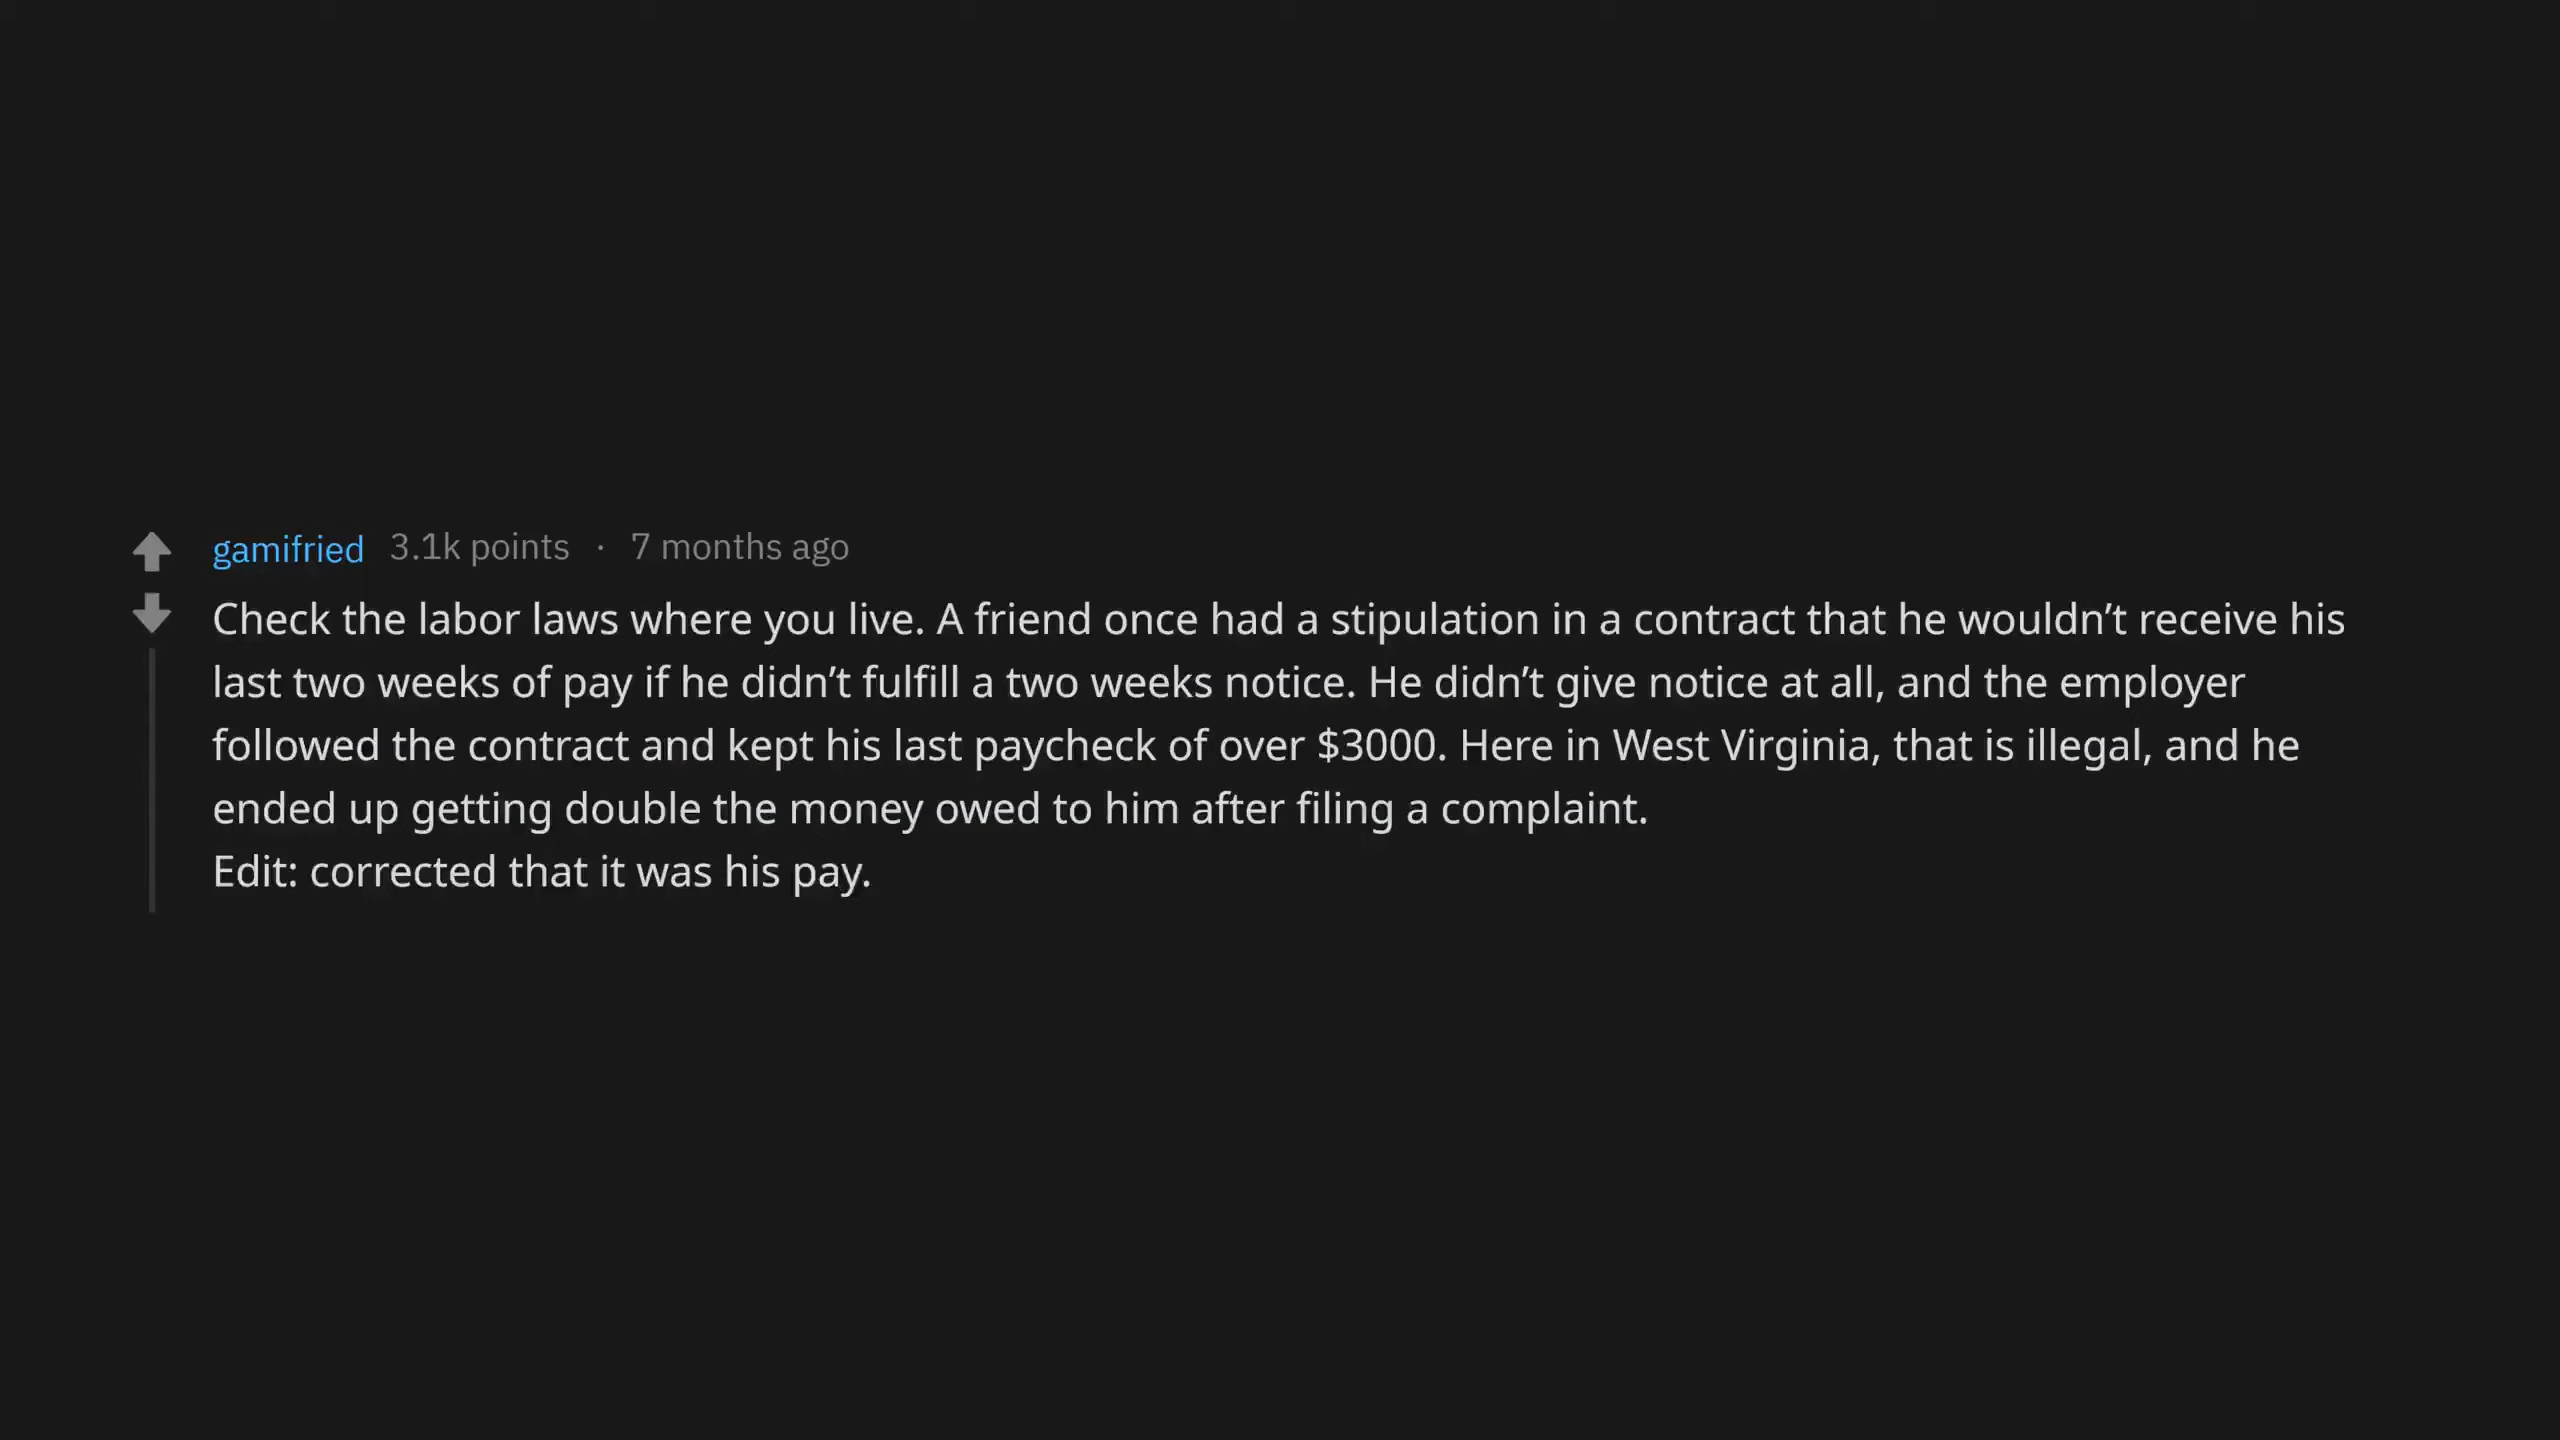 gamifried 3.1k points · 7 months ago
Check the labor laws where you live. A friend once had a stipulation in a contract that he wouldn’t receive his
last two weeks of pay if he didn’t fulfill a two weeks notice. He didn’t give notice at all, and the employer
followed the contract and kept his last paycheck of over $3000. Here in West Virginia, that is illegal, and he
ended up getting double the money owed to him after filing a complaint.
Edit: corrected that it was his pay.